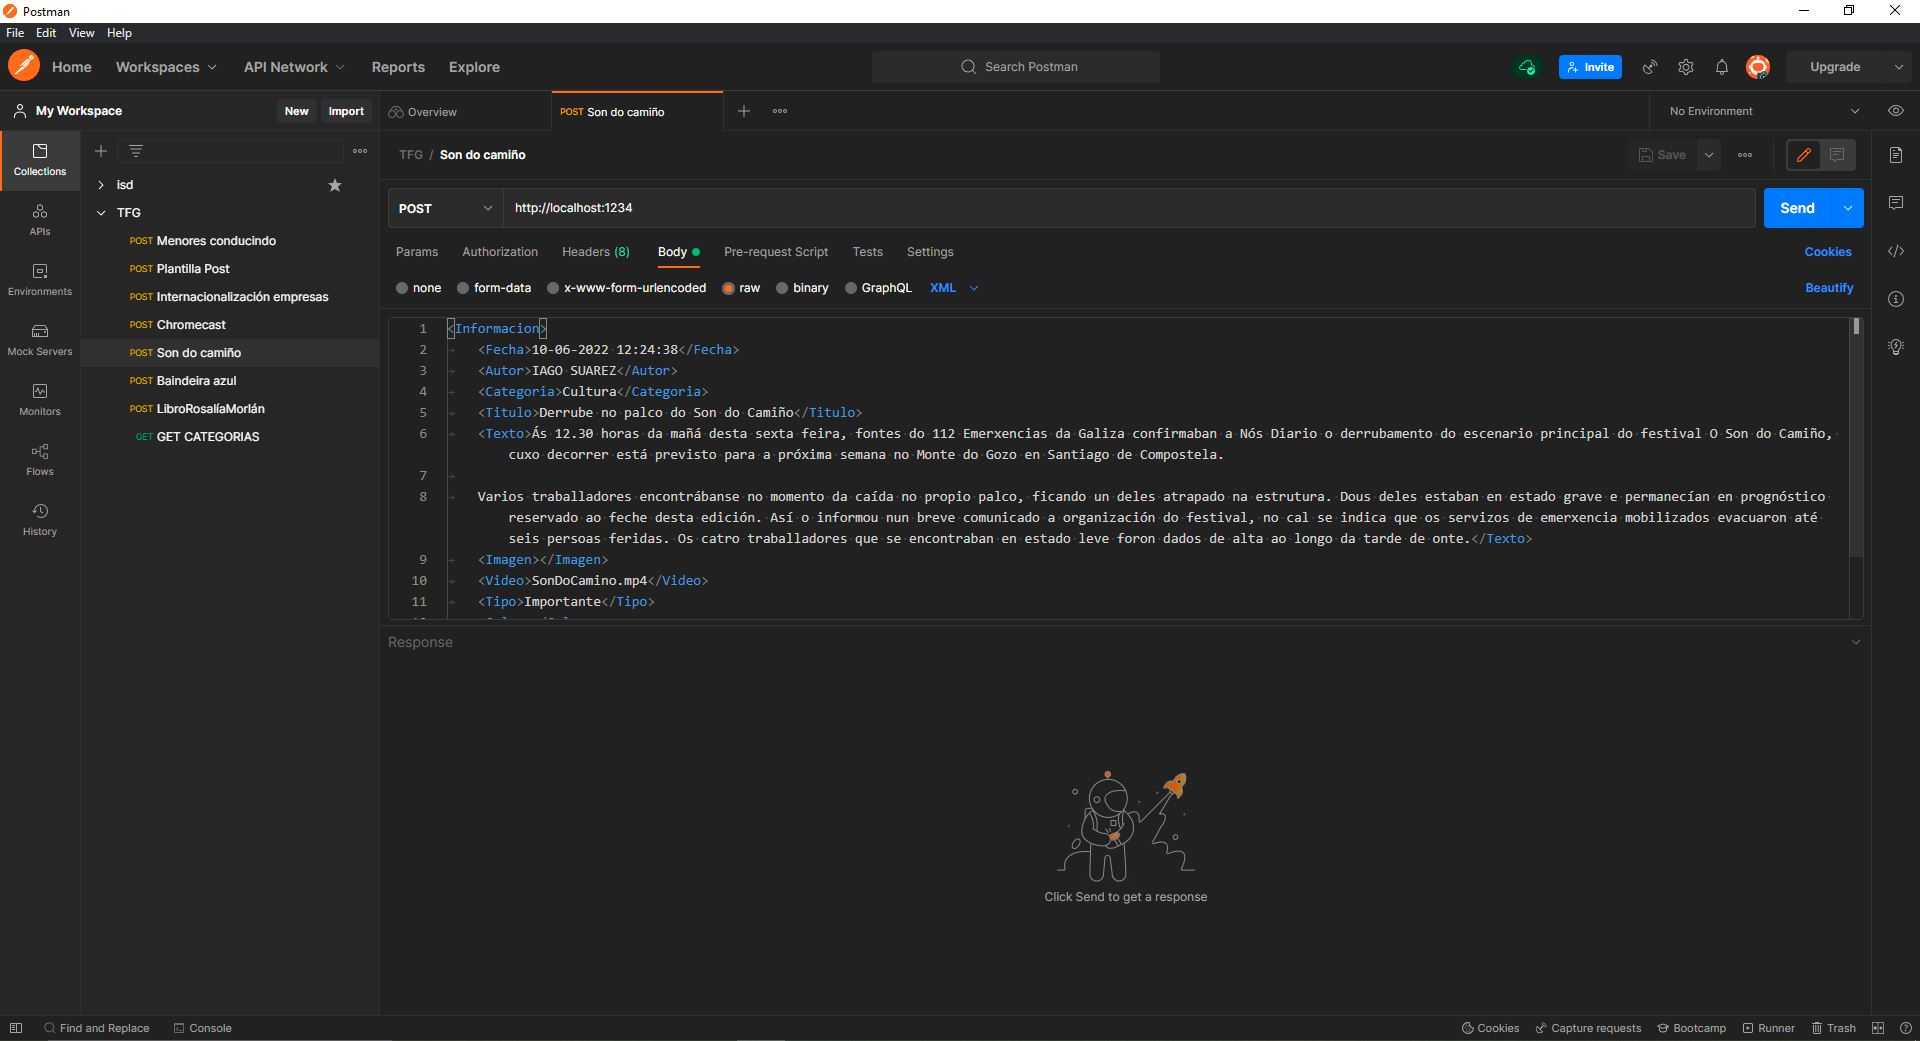 Postman
File Edit View Help
Home Workspaces API Network Reports Explore Search Postman Invite Upgrade
My Workspace New Import Overview POST Son do camiño No Environment
Collections
APIs
Environments
Mock Servers
Monitors
Flows
History
isd
TFG
POST Menores conducindo
POST Plantilla Post
POST Internacionalización empresas
POST Chromecast
POST Son do camiño
POST Baindeira azul
POST LibroRosalíaMorlán
GET GET CATEGORIAS
TFG / Son do camiño Save
POST http://localhost:1234 Send
Params Authorization Headers (8) Body Pre-request Script Tests Settings Cookies
none form-data x-www-form-urlencoded raw binary GraphQL XML Beautify
1 <Informacion>
2 <Fecha>10-06-2022 12:24:38</Fecha>
3 <Autor>IAGO SUAREZ</Autor>
4 <Categoria>Cultura</Categoria>
5 <Titulo>Derrube no palco do Son do Camiño</Titulo>
6 <Texto>Ás 12.30 horas da mañá desta sexta feira, fontes do 112 Emerxencias da Galiza confirmaban a Nós Diario o derrubamento do escenario principal do festival O Son do Camiño,
cuxo decorrer está previsto para a próxima semana no Monte do Gozo en Santiago de Compostela.
7
8 Varios traballadores encontrábanse no momento da caída no propio palco, ficando un deles atrapado na estrutura. Dous deles estaban en estado grave e permanecían en prognóstico
reservado ao feche desta edición. Así o informou nun breve comunicado a organización do festival, no cal se indica que os servizos de emerxencia mobilizados evacuaron até
seis persoas feridas. Os catro traballadores que se encontraban en estado leve foron dados de alta ao longo da tarde de onte.</Texto>
9 <Imagen></Imagen>
10 <Video>SonDoCamino.mp4</Video>
11 <Tipo>Importante</Tipo>
Response
Click Send to get a response
Find and Replace Console Cookies Capture requests Bootcamp Runner Trash